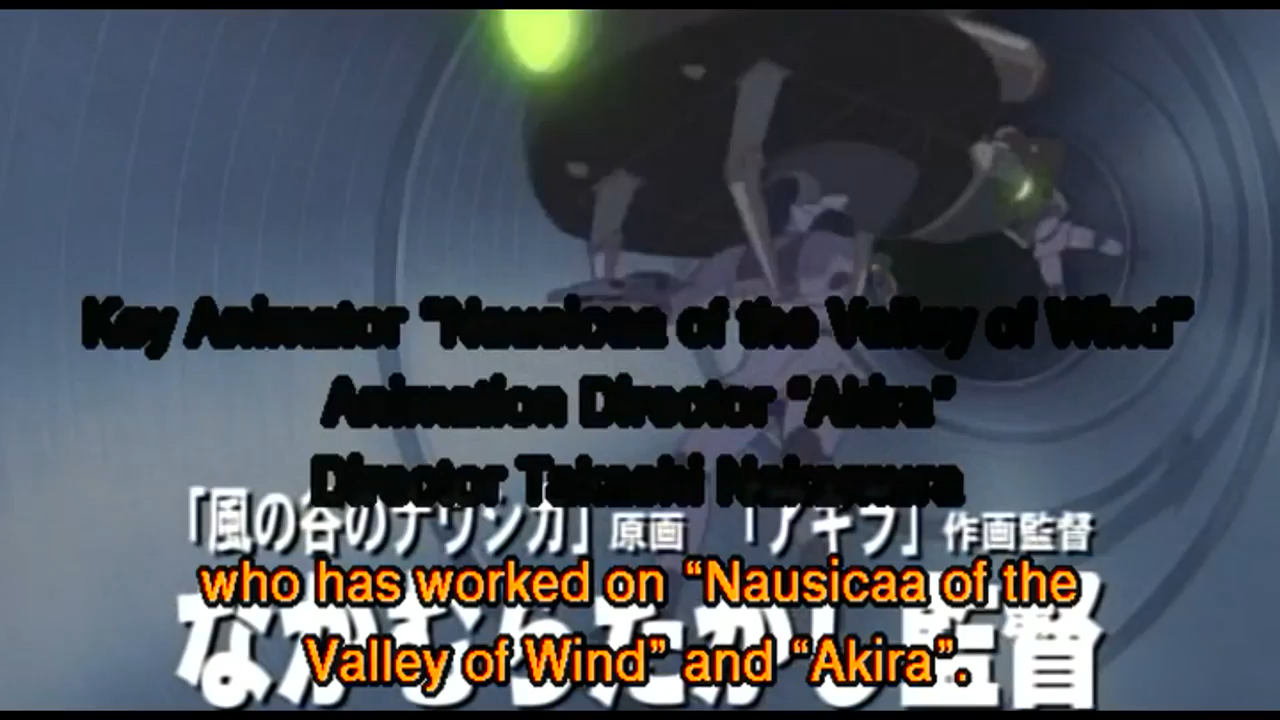 Key Animator “Nausicaa of the Valley of Wind”
Animation Director “Akira”
Director Takashi Nakamura
「風の谷のナウシカ」原画 「アキラ」作画監督
who has worked on “Nausicaa of the
なかむらたかし監督
Valley of Wind” and “Akira”.